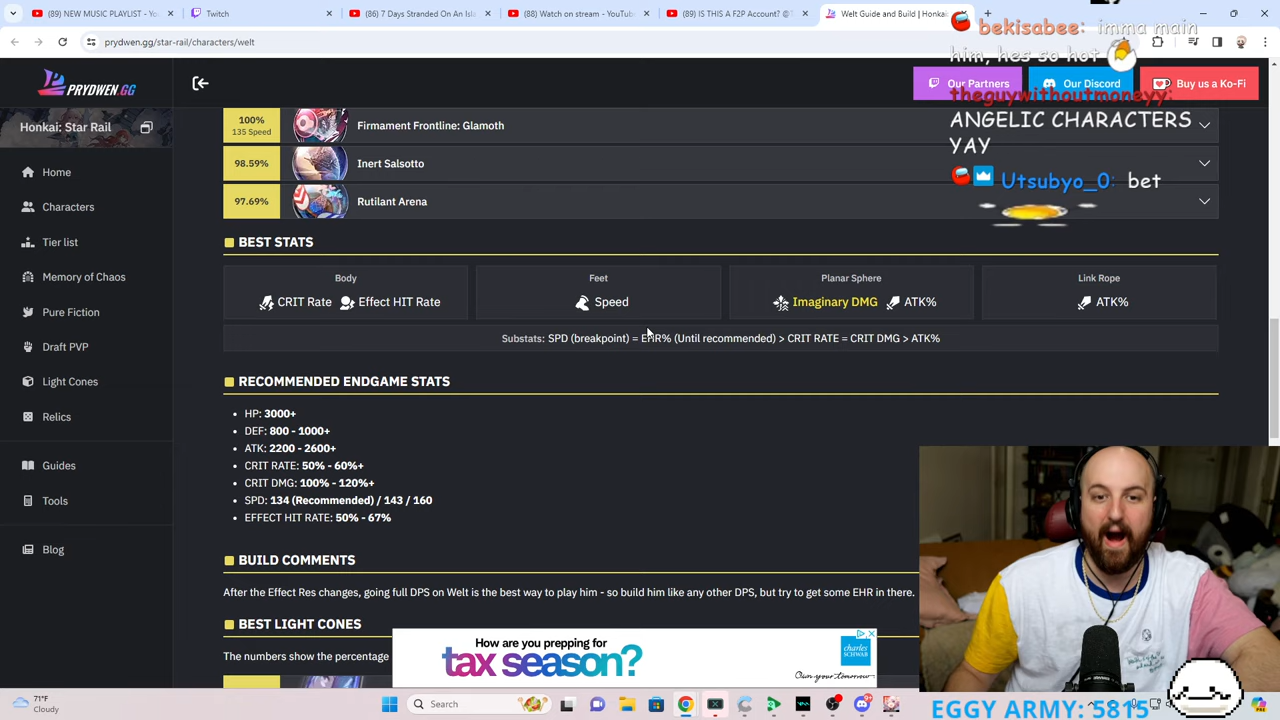 (89) NEW MUSIC PLAYLIST -
Twitch
(86) 7 Days Stranded On An Isl
(88) Watch on stream - YouTube
(89) IS THIS A F2P Account? @T
Welt Guide and Build | Honkai
prydwen.gg/star-rail/characters/welt
bekisabee: imma main
him, hes so hot
PRYDWEN.GG
Our Partners
Our Discord
Buy us a Ko-Fi
theguywithoutmoneyy:
ANGELIC CHARACTERS
YAY
Utsubyo_0: bet
Honkai: Star Rail
Home
Characters
Tier list
Memory of Chaos
Pure Fiction
Draft PVP
Light Cones
Relics
Guides
Tools
Blog
100%
135 Speed
Firmament Frontline: Glamoth
98.59%
Inert Salsotto
97.69%
Rutilant Arena
BEST STATS
Body
CRIT Rate Effect HIT Rate
Feet
Speed
Planar Sphere
Imaginary DMG ATK%
Link Rope
ATK%
Substats: SPD (breakpoint) = EHR% (Until recommended) > CRIT RATE = CRIT DMG > ATK%
RECOMMENDED ENDGAME STATS
HP: 3000+
DEF: 800 - 1000+
ATK: 2200 - 2600+
CRIT RATE: 50% - 60%+
CRIT DMG: 100% - 120%+
SPD: 134 (Recommended) / 143 / 160
EFFECT HIT RATE: 50% - 67%
BUILD COMMENTS
After the Effect Res changes, going full DPS on Welt is the best way to play him - so build him like any other DPS, but try to get some EHR in there.
BEST LIGHT CONES
The numbers show the percentage
How are you prepping for
tax season?
charles
SCHWAB
Own your tomorrow
71°F
Cloudy
Search
EGGY ARMY: 5815